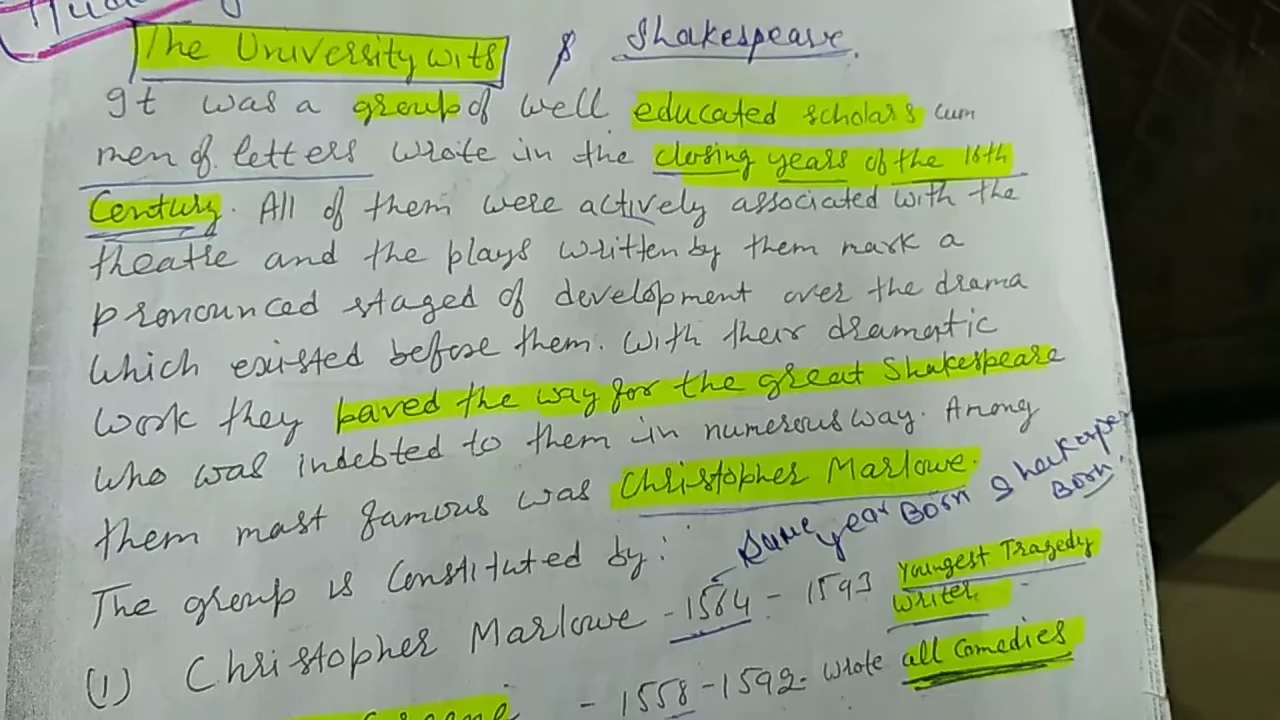 The University wits & Shakespeare.
It was a group of well educated scholars cum
men of letters wrote in the closing years of the 16th
Century. All of them were actively associated with the
theatre and the plays written by them mark a
pronounced staged of development over the drama
which existed before them. With their dramatic
work they paved the way for the great Shakespeare
who was indebted to them in numerous way. Among
them mast famous was Christopher Marlowe.
Same year Born & Shackespear
Born.
The group is Constituted by:
(1) Christopher Marlowe - 1564 - 1593 Youngest Tragedy
Writer.
- 1558 - 1592. wrote all Comedies